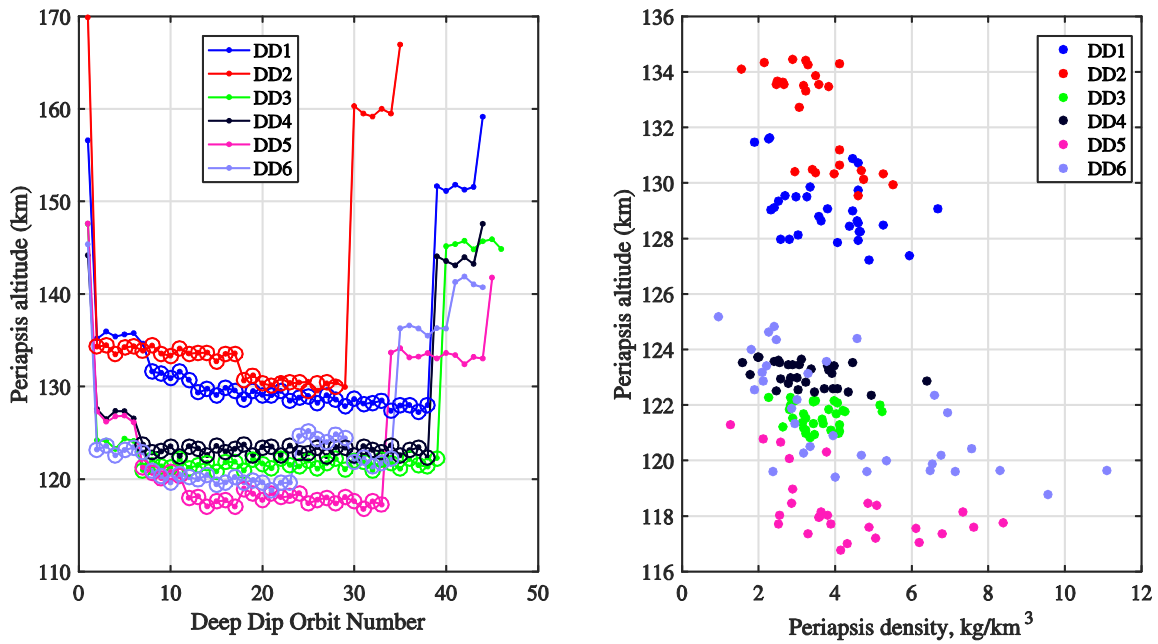 170
160
150
140
130
120
110
0
10
20
30
40
50
Periapsis altitude (km)
Deep Dip Orbit Number
DD1
DD2
DD3
DD4
DD5
DD6
136
134
132
130
128
126
124
122
120
118
116
0
2
4
6
8
10
12
Periapsis altiude (km)
Periapsis density, kg/km³
DD1
DD2
DD3
DD4
DD5
DD6